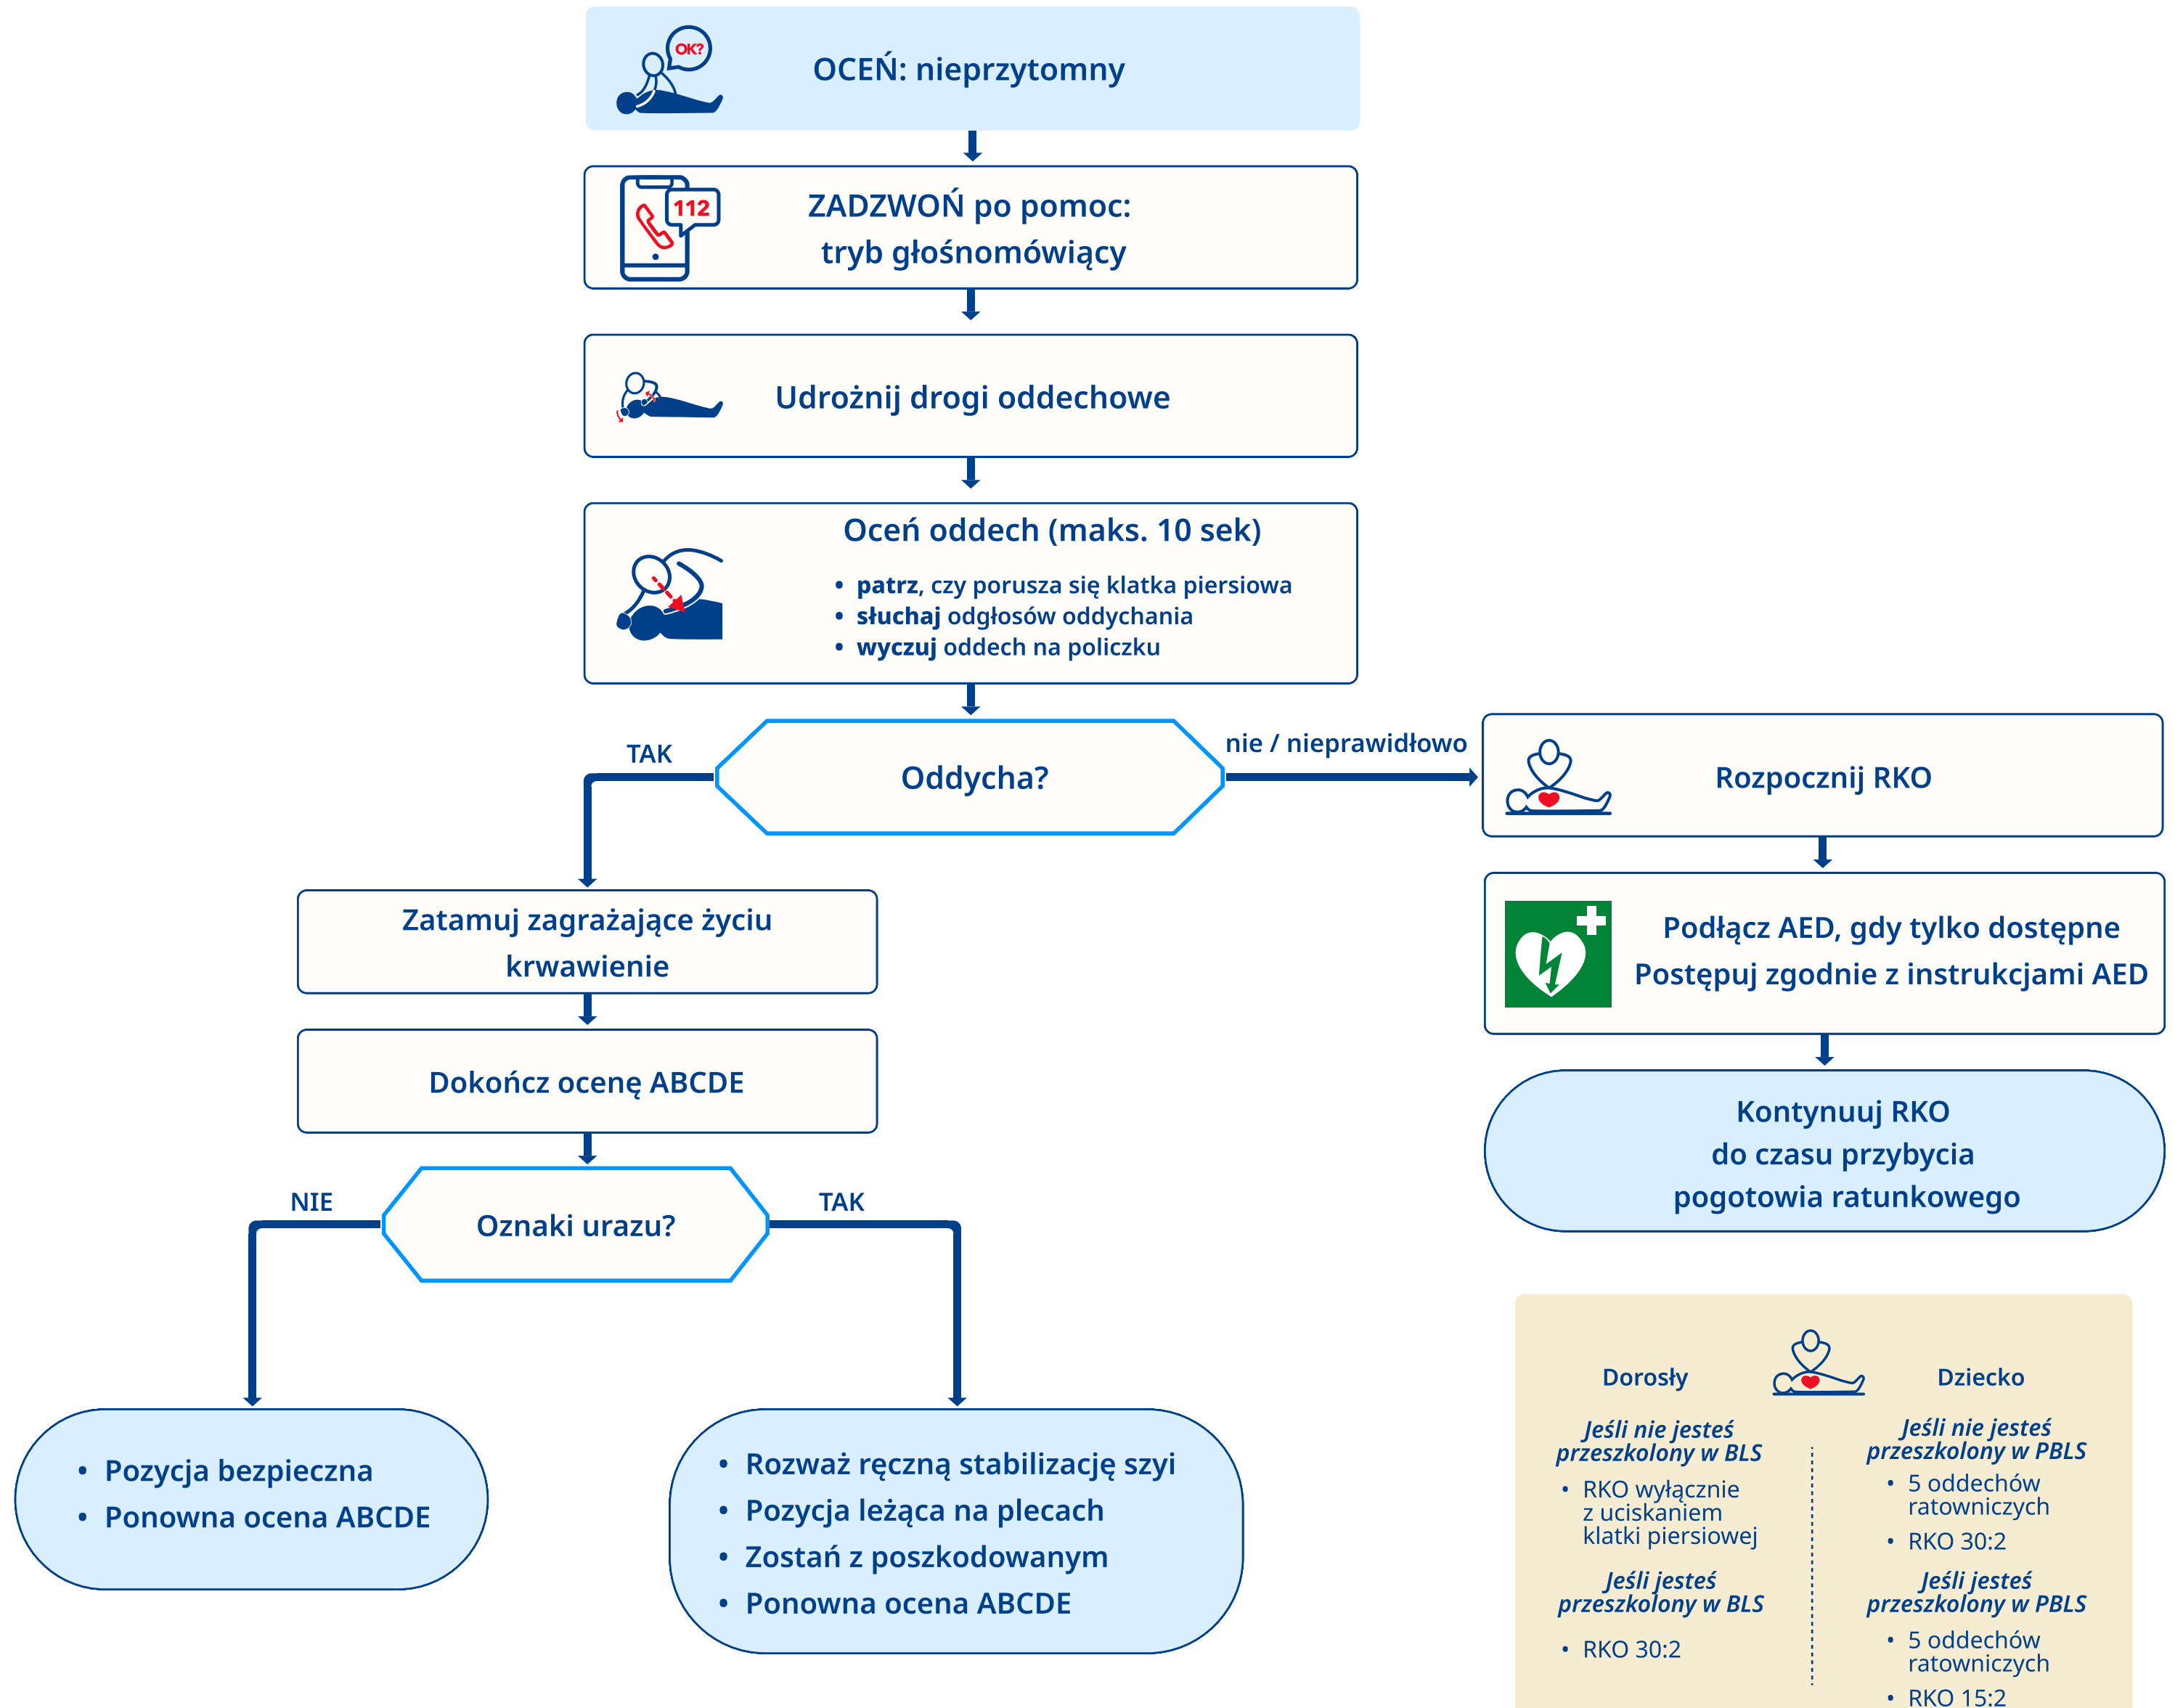 OK?
OCEŃ: nieprzytomny
112
ZADZWOŃ po pomoc:
tryb głośnomówiący
Udrożnij drogi oddechowe
Oceń oddech (maks. 10 sek)
• patrz, czy porusza się klatka piersiowa
• słuchaj odgłosów oddychania
• wyczuj oddech na policzku
Oddycha?
TAK
nie / nieprawidłowo
Rozpocznij RKO
Podłącz AED, gdy tylko dostępne
Postępuj zgodnie z instrukcjami AED
Kontynuuj RKO
do czasu przybycia
pogotowia ratunkowego
Zatamuj zagrażające życiu
krwawienie
Dokończ ocenę ABCDE
Oznaki urazu?
NIE
TAK
• Pozycja bezpieczna
• Ponowna ocena ABCDE
• Rozważ ręczną stabilizację szyi
• Pozycja leżąca na plecach
• Zostań z poszkodowanym
• Ponowna ocena ABCDE
Dorosły
Jeśli nie jesteś
przeszkolony w BLS
• RKO wyłącznie
z uciskaniem
klatki piersiowej
Jeśli jesteś
przeszkolony w BLS
• RKO 30:2
Dziecko
Jeśli nie jesteś
przeszkolony w PBLS
• 5 oddechów
ratowniczych
• RKO 30:2
Jeśli jesteś
przeszkolony w PBLS
• 5 oddechów
ratowniczych
• RKO 15:2